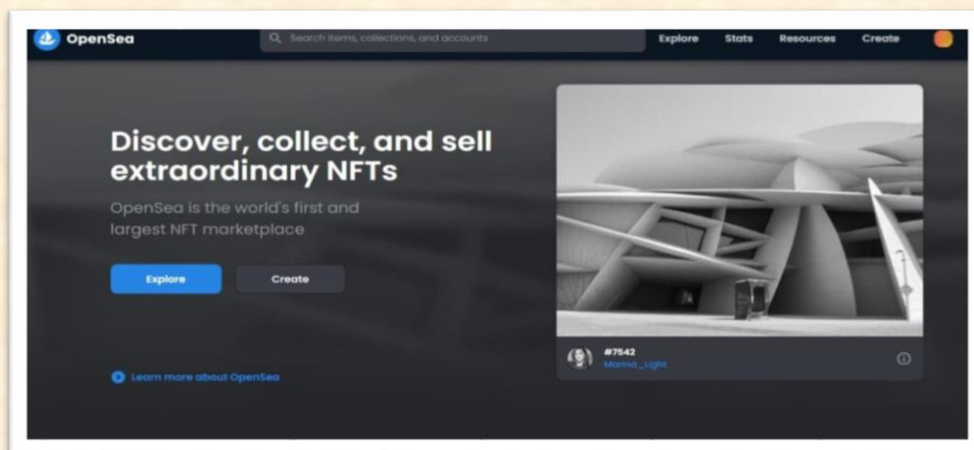 OpenSea
Search items, collections, and accounts
Explore
Stats
Resources
Create
Discover, collect, and sell
extraordinary NFTs
OpenSea is the world's first and
largest NFT marketplace
Explore
Create
#7542
Marina_Light
Learn more about OpenSea